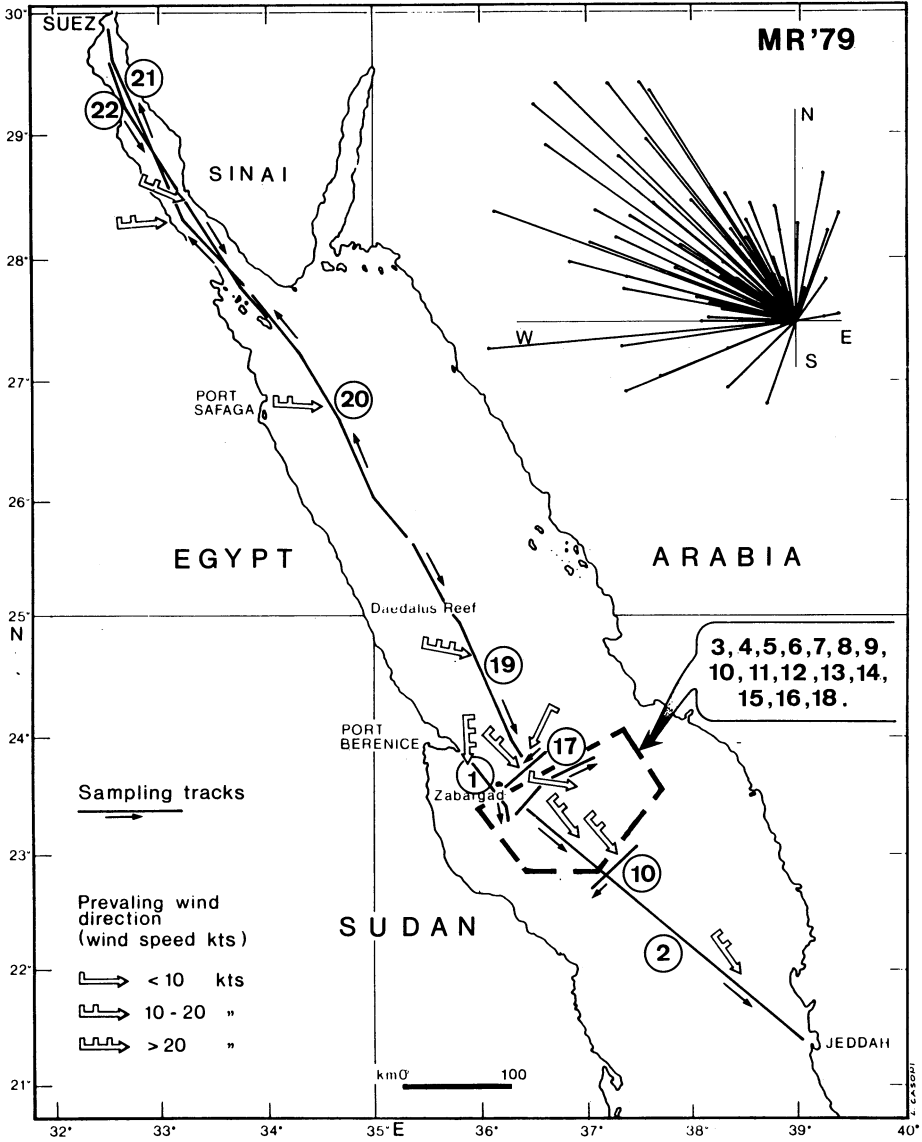 MR'79
30°
SUEZ
21
22
29°
SINAI
N
28°
W
E
S
27°
PORT
SAFAGA
20
26°
EGYPT
ARABIA
25°
N
Daedalus Reef
19
3, 4, 5, 6, 7, 8, 9,
10, 11, 12, 13, 14,
15, 16, 18.
24°
PORT
BERENICE
17
1
Zabargad
Sampling tracks
23°
10
Prevaling wind
direction
(wind speed kts)
SUDAN
2
22°
< 10 kts
10-20 "
> 20 "
JEDDAH
km0
100
21°
L. CASONI
32°
33°
34°
35°
E
36°
37°
38°
39°
40°